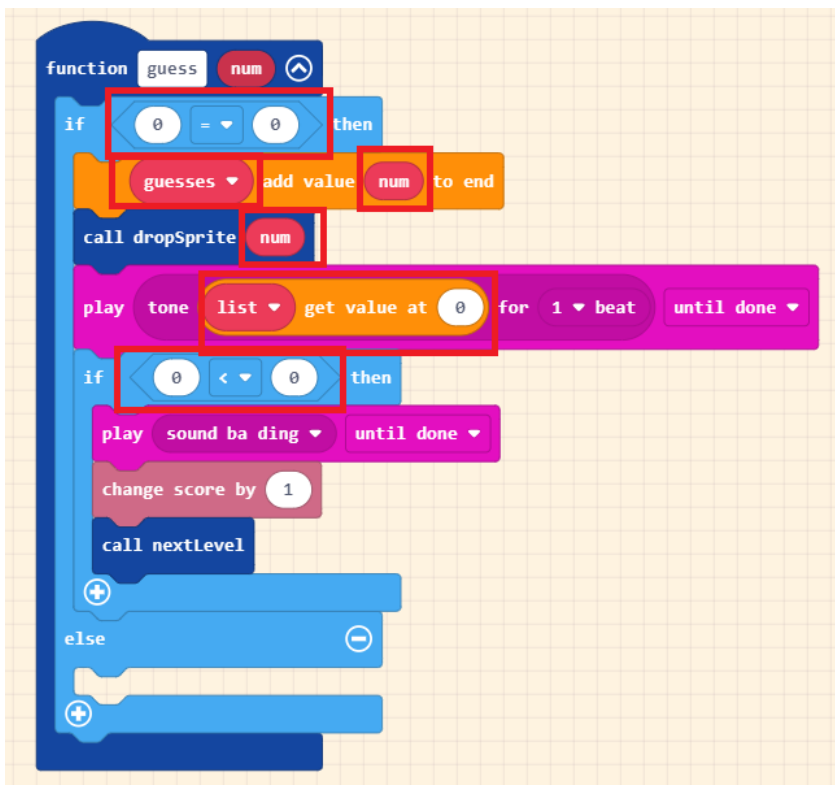 function guess num
if 0 = 0 then
guesses add value num to end
call dropSprite num
play tone list get value at 0 for 1 beat until done
if 0 < 0 then
play sound ba ding until done
change score by 1
call nextLevel
else